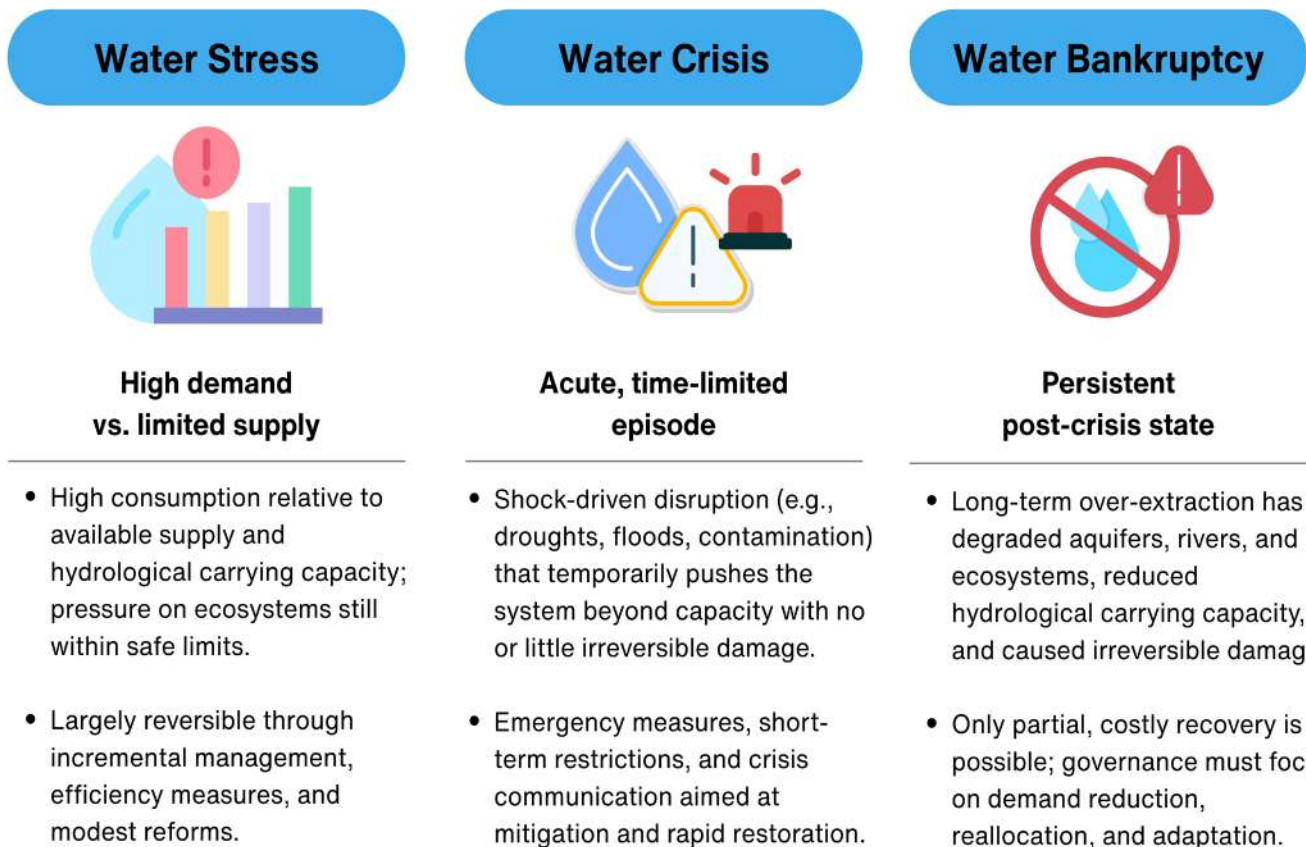 Water Stress
High demand
vs. limited supply
• High consumption relative to
available supply and
hydrological carrying capacity;
pressure on ecosystems still
within safe limits.
• Largely reversible through
incremental management,
efficiency measures, and
modest reforms.
Water Crisis
Acute, time-limited
episode
• Shock-driven disruption (e.g.,
droughts, floods, contamination)
that temporarily pushes the
system beyond capacity with no
or little irreversible damage.
• Emergency measures, short-
term restrictions, and crisis
communication aimed at
mitigation and rapid restoration.
Water Bankruptcy
Persistent
post-crisis state
• Long-term over-extraction has
degraded aquifers, rivers, and
ecosystems, reduced
hydrological carrying capacity,
and caused irreversible damag
• Only partial, costly recovery is
possible; governance must foc
on demand reduction,
reallocation, and adaptation.